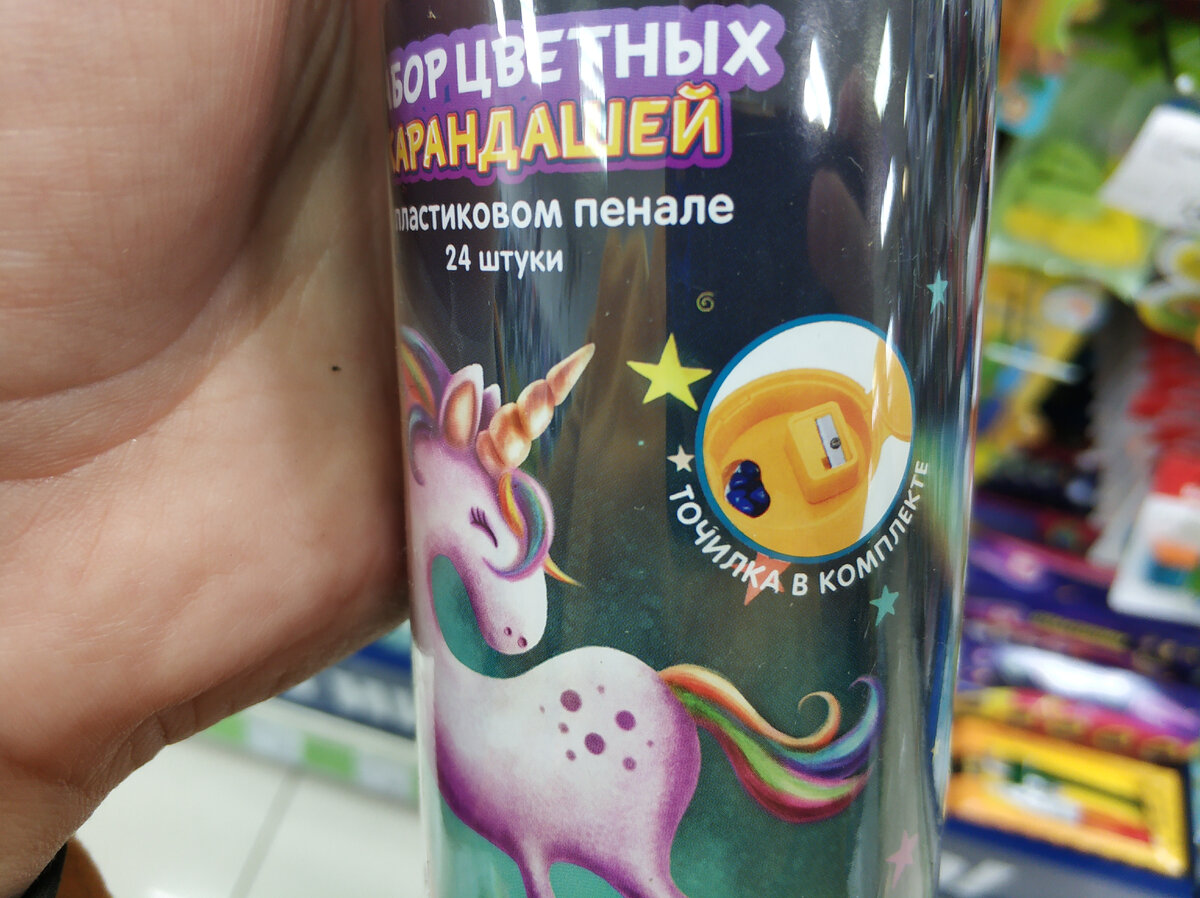 БОР ЦВЕТНЫХ
КАРАНДАШЕЙ
пластиковом пенале
24 штуки
ТОЧИЛКА В КОМПЛЕКТЕ